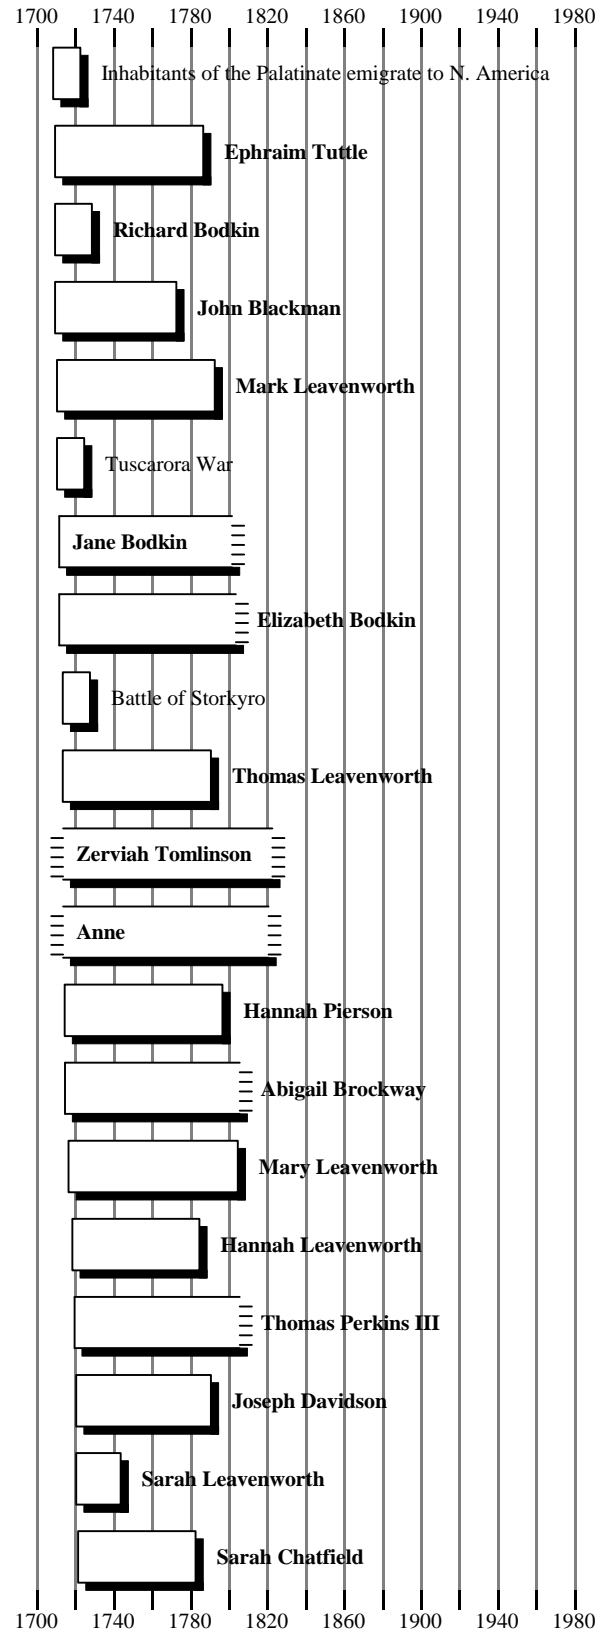 1700 1740 1780 1820 1860 1900 1940 1980
Inhabitants of the Palatinate emigrate to N. America
Ephraim Tuttle
Richard Bodkin
John Blackman
Mark Leavenworth
Tuscarora War
Jane Bodkin
Elizabeth Bodkin
Battle of Storkyro
Thomas Leavenworth
Zerviah Tomlinson
Anne
Hannah Pierson
Abigail Brockway
Mary Leavenworth
Hannah Leavenworth
Thomas Perkins III
Joseph Davidson
Sarah Leavenworth
Sarah Chatfield
1700 1740 1780 1820 1860 1900 1940 1980